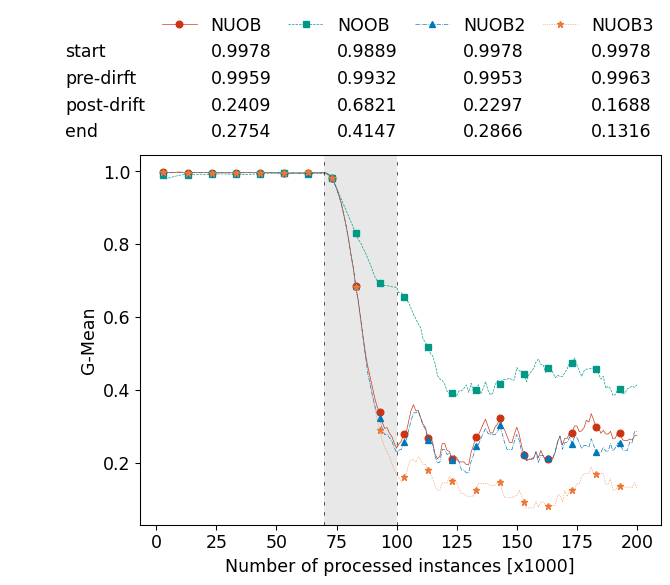 NUOB NOOB NUOB2 NUOB3
start 0.9978 0.9889 0.9978 0.9978
pre-dirft 0.9959 0.9932 0.9953 0.9963
post-drift 0.2409 0.6821 0.2297 0.1688
end 0.2754 0.4147 0.2866 0.1316
1.0
0.8
0.6
0.4
0.2
G-Mean
0 25 50 75 100 125 150 175 200
Number of processed instances [x1000]